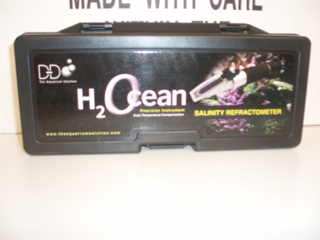 MADE WITH CARE
D-D
The Aquarium Solution
H2Ocean
Precision Instrument
Auto Temperature Compensation
SALINITY REFRACTOMETER
www.theaquariumsolution.com